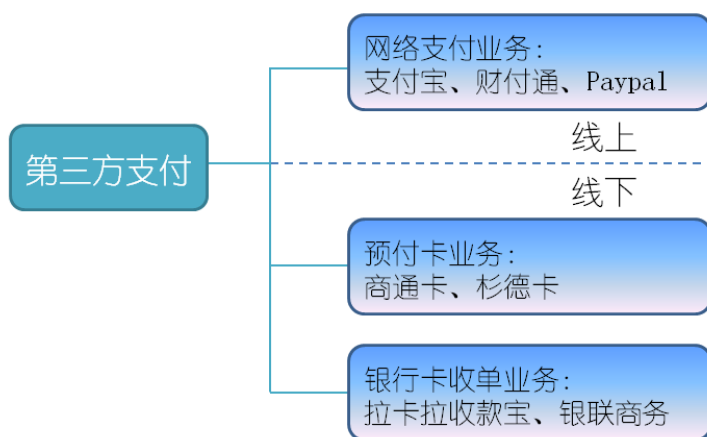 网络支付业务：
支付宝、财付通、Paypal
线上
第三方支付
线下
预付卡业务：
商通卡、杉德卡
银行卡收单业务：
拉卡拉收款宝、银联商务